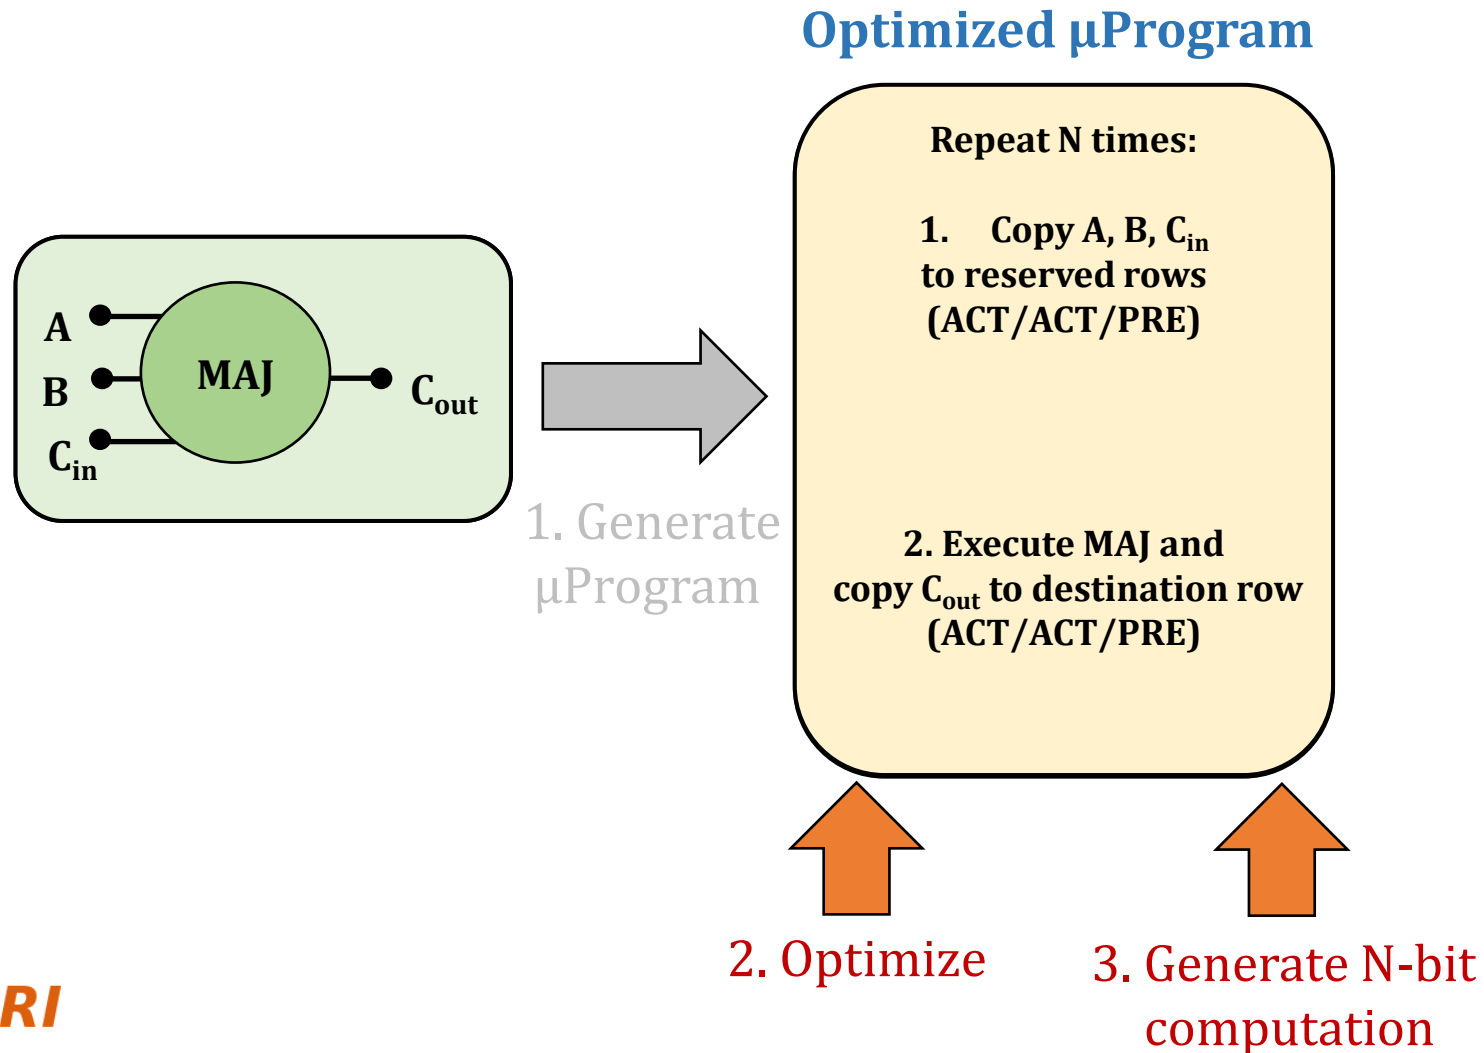 Optimized μProgram
Repeat N times:
1. Copy A, B, Cin
to reserved rows
(ACT/ACT/PRE)
A
B
Cin
MAJ
Cout
1. Generate
μProgram
2. Execute MAJ and
copy Cout to destination row
(ACT/ACT/PRE)
2. Optimize
3. Generate N-bit
computation
RI